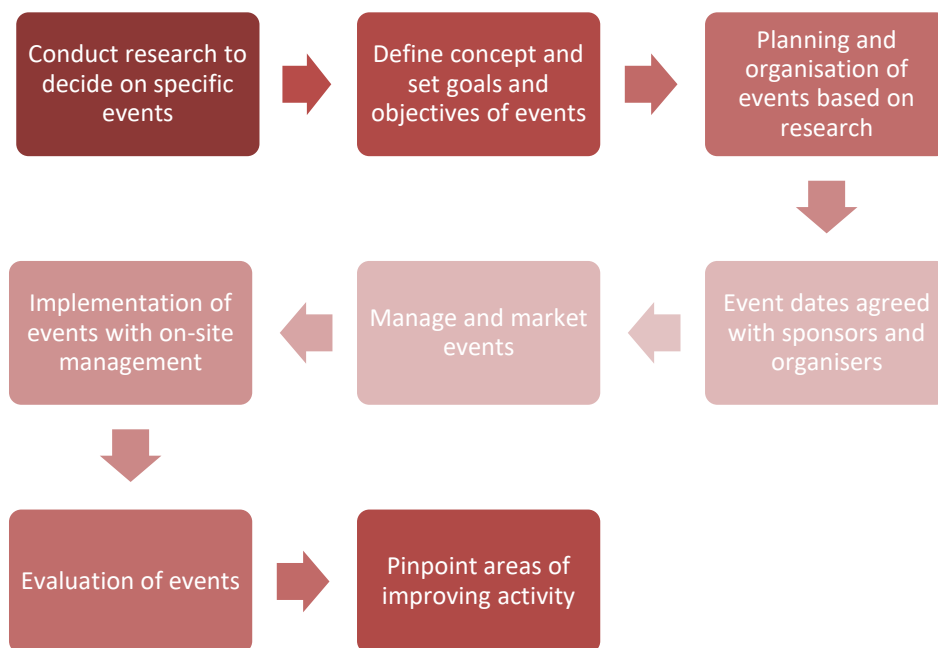 Conduct research to
decide on specific
events
Define concept and
set goals and
objectives of events
Planning and
organisation of
events based on
research
Event dates agreed
with sponsors and
organisers
Manage and market
events
Implementation of
events with on-site
management
Evaluation of events
Pinpoint areas of
improving activity